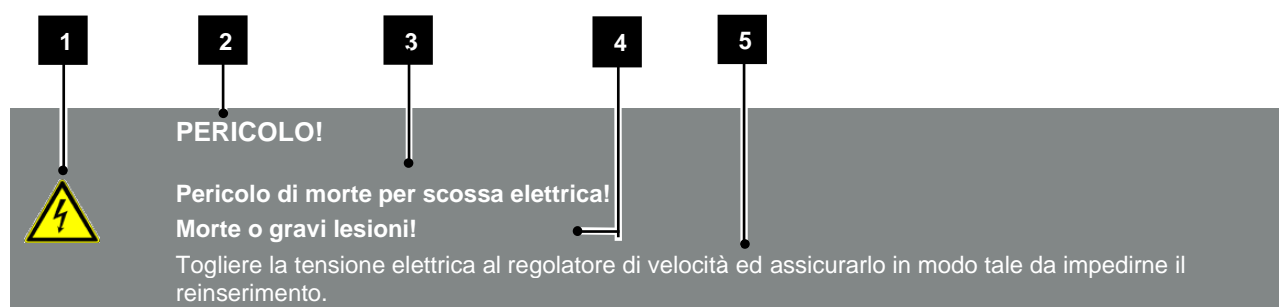 1 2 3 4 5
PERICOLO!
Pericolo di morte per scossa elettrica!
Morte o gravi lesioni!
Togliere la tensione elettrica al regolatore di velocità ed assicurarlo in modo tale da impedirne il
reinserimento.